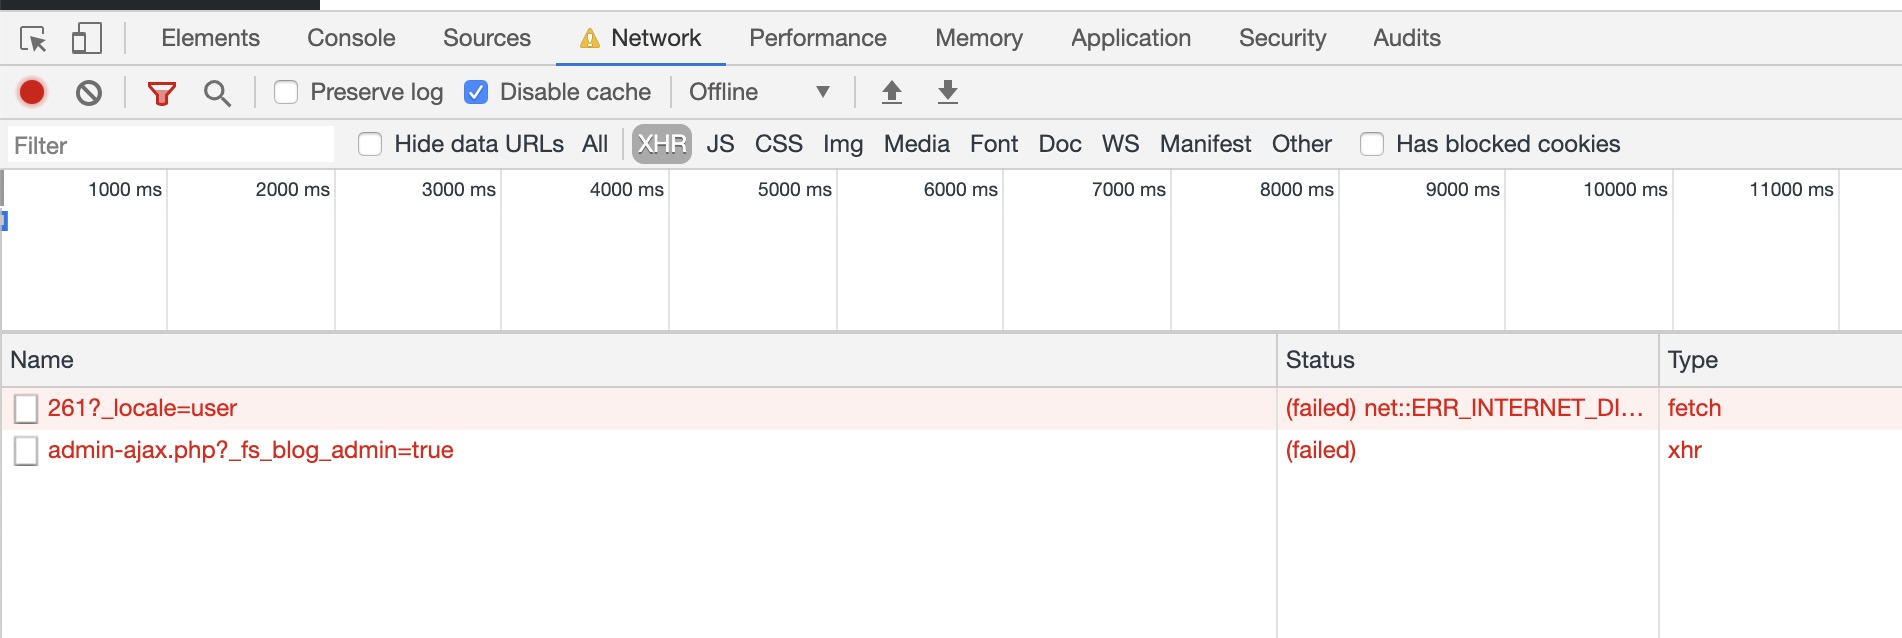 Elements Console Sources Network Performance Memory Application Security Audits
Preserve log Disable cache Offline
Filter Hide data URLs All XHR JS CSS Img Media Font Doc WS Manifest Other Has blocked cookies
1000 ms 2000 ms 3000 ms 4000 ms 5000 ms 6000 ms 7000 ms 8000 ms 9000 ms 10000 ms 11000 ms
Name Status Type
261?_locale=user (failed) net::ERR_INTERNET_DI... fetch
admin-ajax.php?_fs_blog_admin=true (failed) xhr